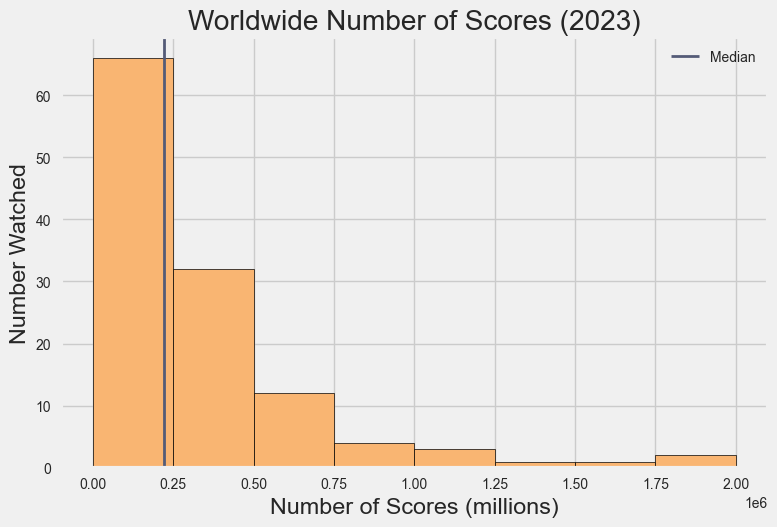 Worldwide Number of Scores (2023)
Median
Number Watched
60
50
40
30
20
10
0
0.00 0.25 0.50 0.75 1.00 1.25 1.50 1.75 2.00
1e6
Number of Scores (millions)